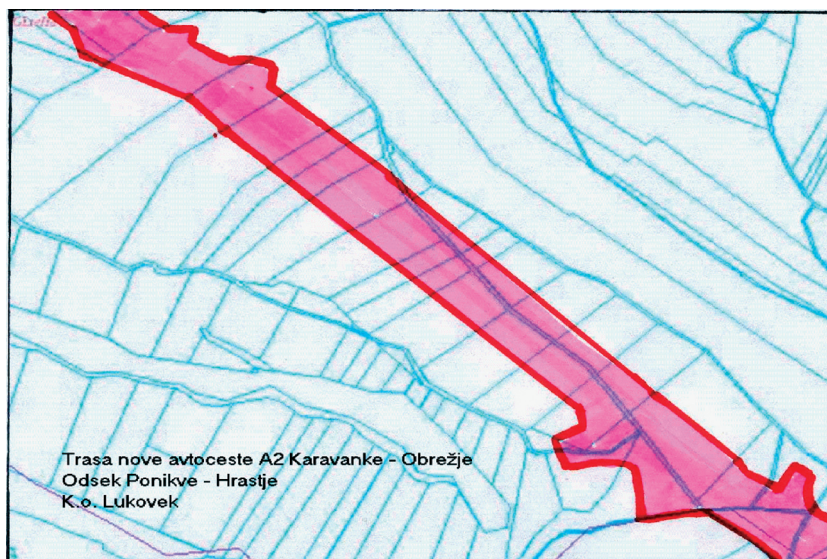 Trasa nove avtoceste A2 Karavanke - Obrežje
Odsek Ponikve - Hrastje
K.o. Lukovek